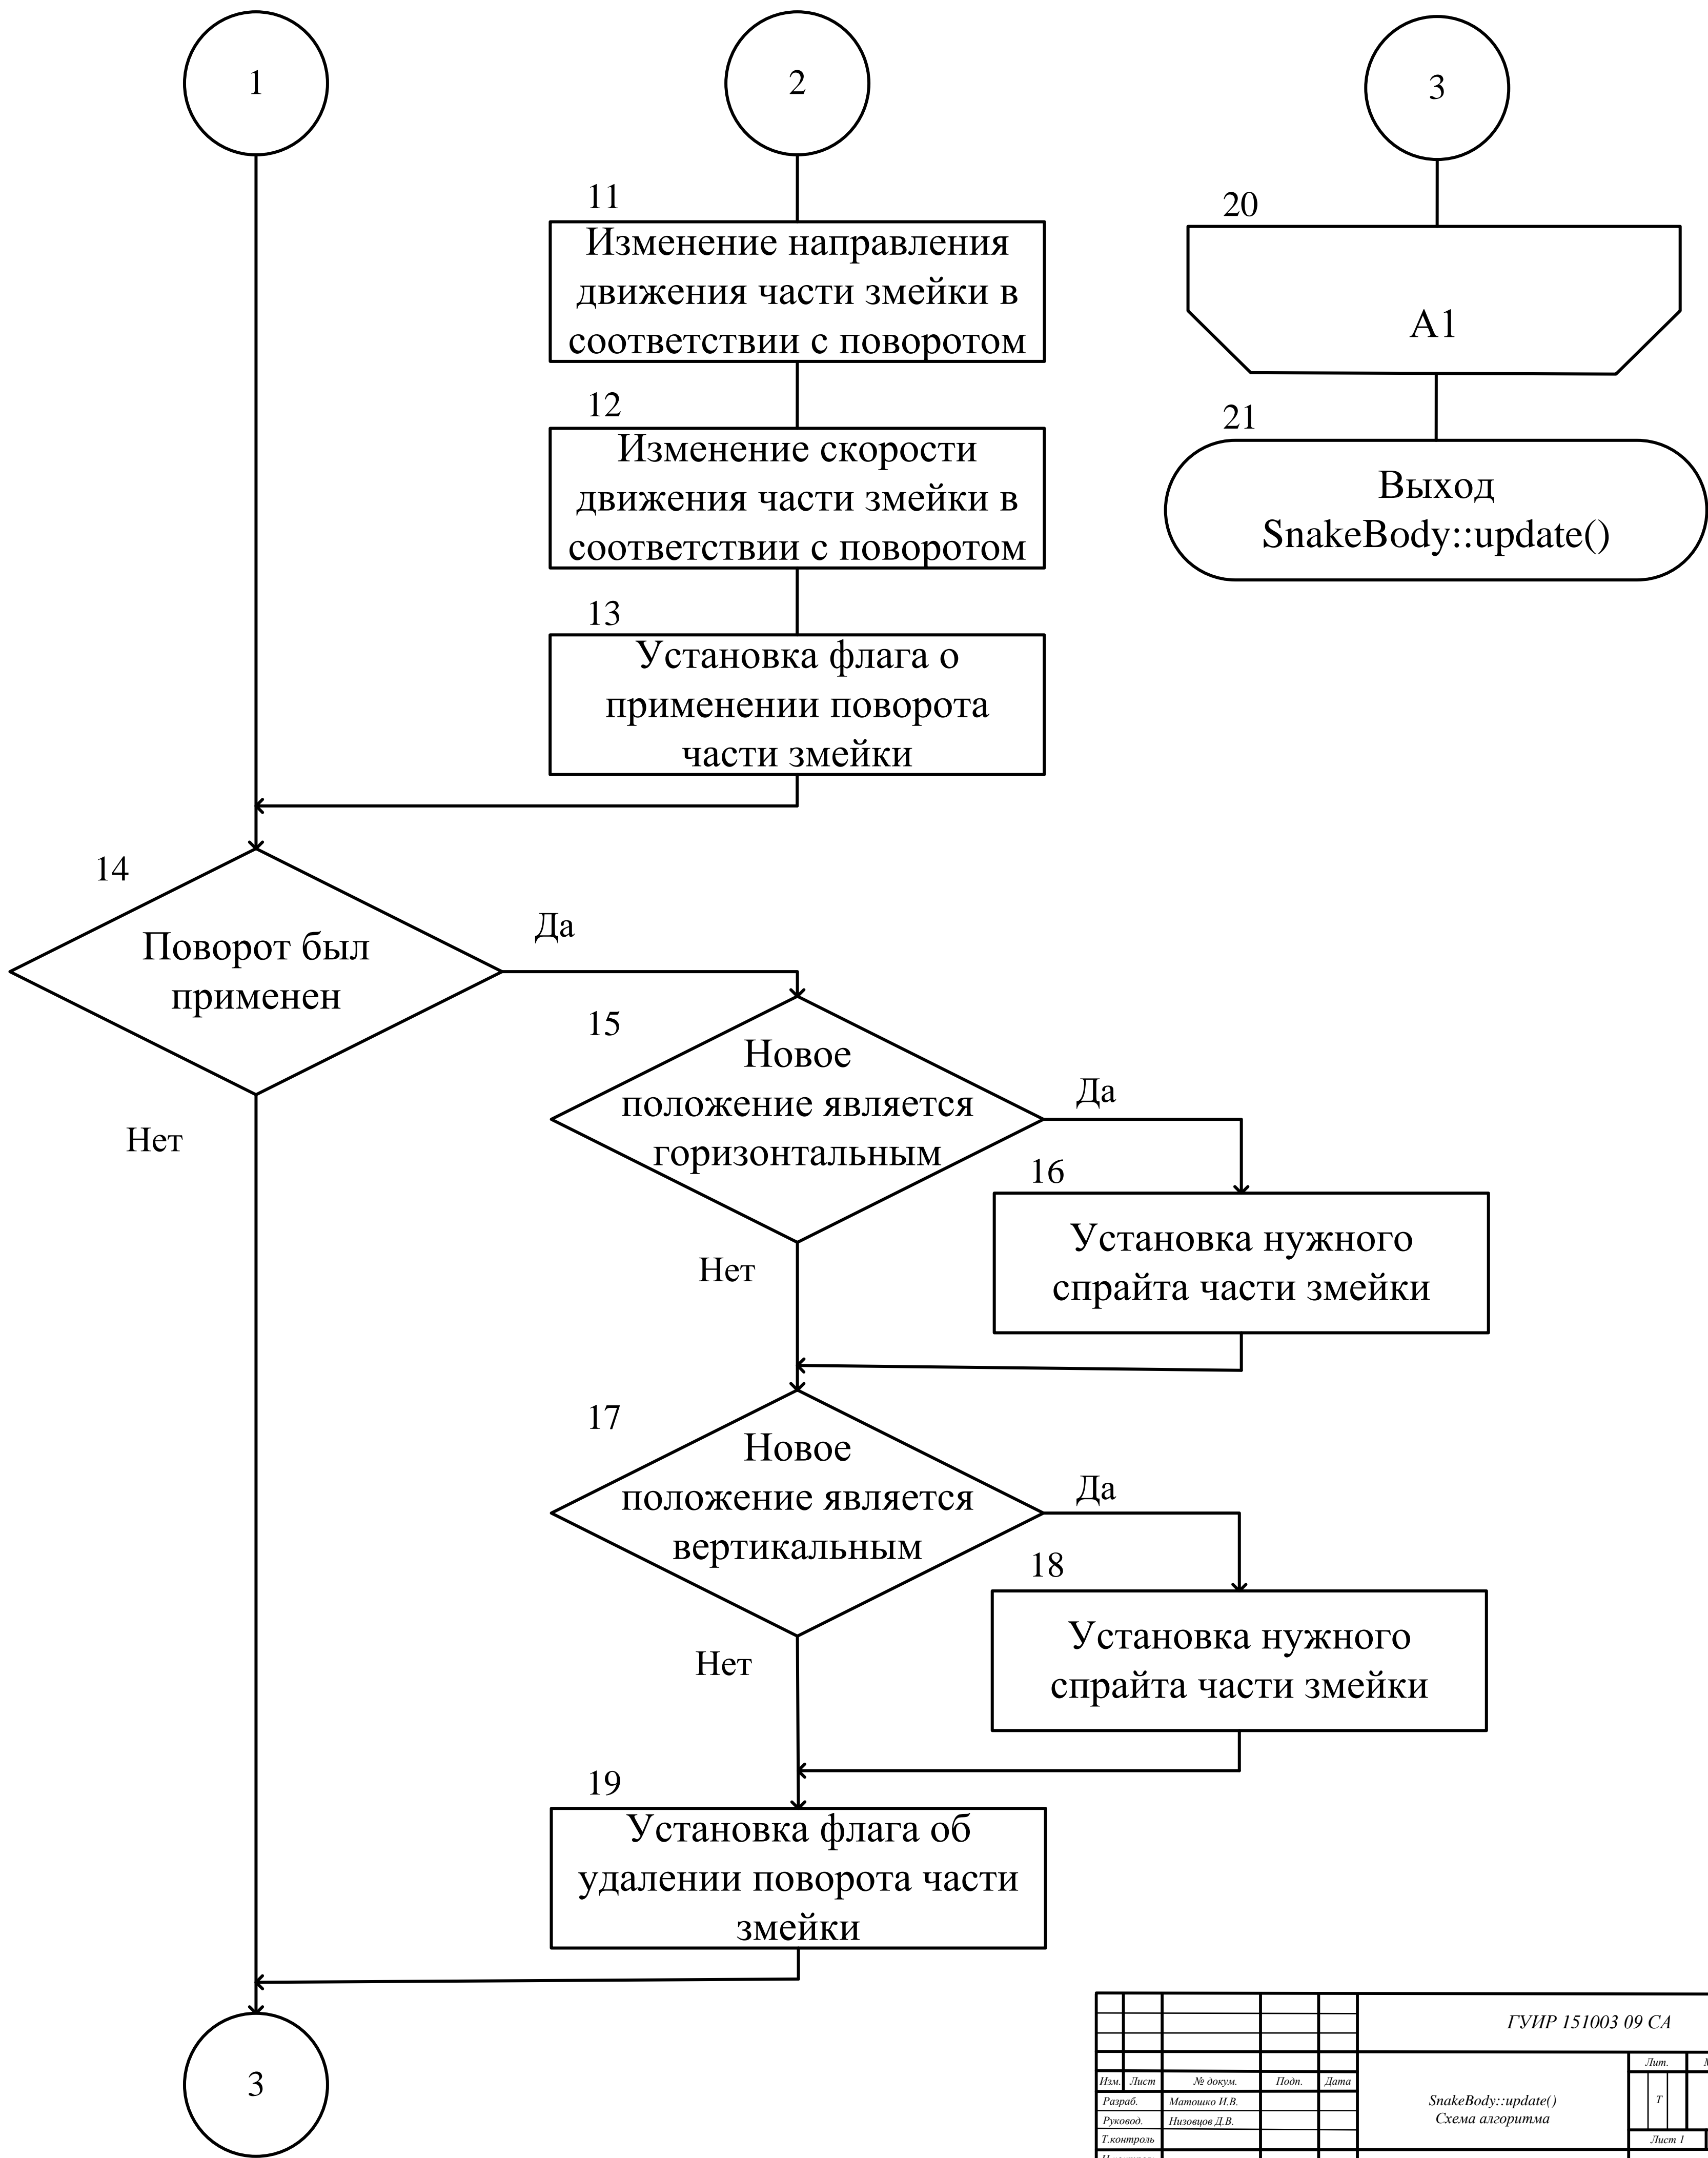 1
2
3
11
Изменение направления
движения части змейки в
соответствии с поворотом
12
Изменение скорости
движения части змейки в
соответствии с поворотом
13
Установка флага о
применении поворота
части змейки
20
А1
21
Выход
SnakeBody::update()
14
Поворот был
применен
Да
Нет
15
Новое
положение является
горизонтальным
Да
Нет
16
Установка нужного
спрайта части змейки
17
Новое
положение является
вертикальным
Да
Нет
18
Установка нужного
спрайта части змейки
19
Установка флага об
удалении поворота части
змейки
3
ГУИР 151003 09 СА
Изм. Лист № докум. Подп. Дата
Разраб. Матошко И.В.
Руковод. Низовцов Д.В.
Т.контроль
SnakeBody::update()
Схема алгоритма
Лит.
Т
Лист 1